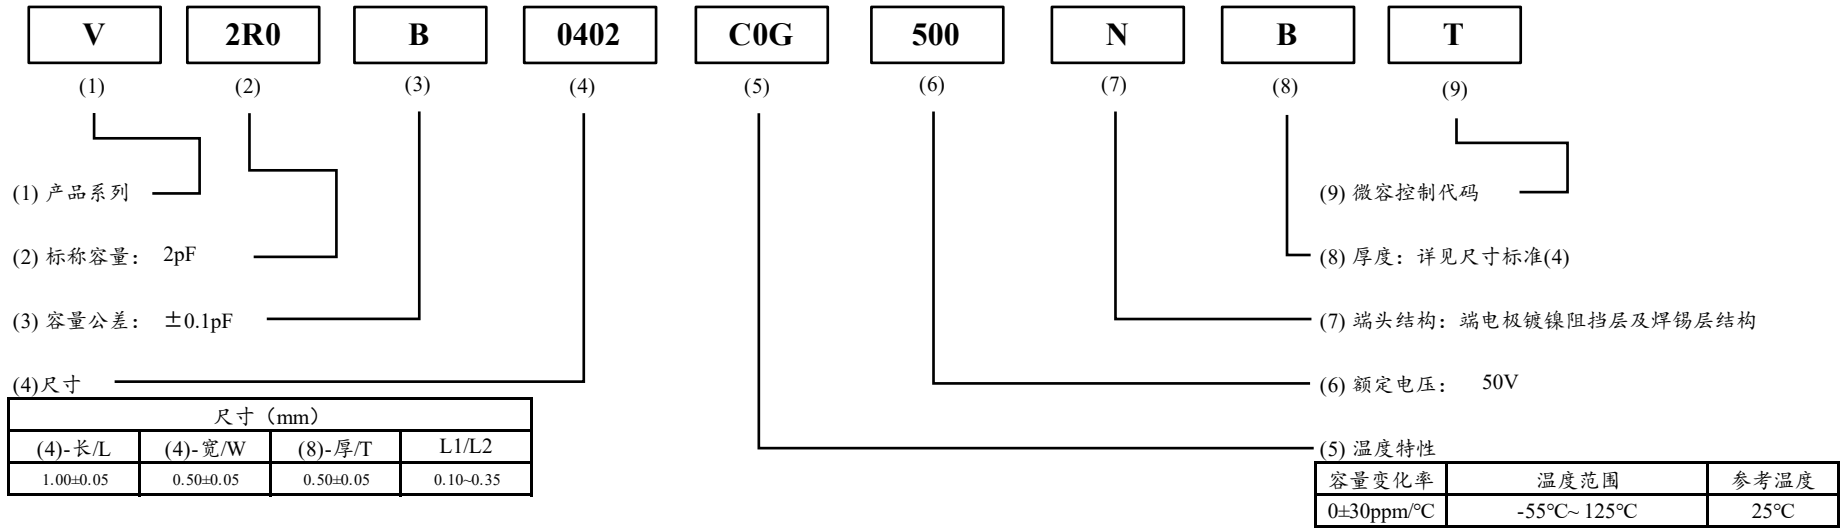 V 2R0 B 0402 C0G 500 N B T
(1) (2) (3) (4) (5) (6) (7) (8) (9)
(1) 产品系列
(9) 微容控制代码
(2) 标称容量： 2pF
(8) 厚度：详见尺寸标准(4)
(3) 容量公差： ±0.1pF
(7) 端头结构：端电极镀镍阻挡层及焊锡层结构
(4)尺寸
(6) 额定电压： 50V
尺寸（mm）
(4)-长/L (4)-宽/W (8)-厚/T L1/L2
1.00±0.05 0.50±0.05 0.50±0.05 0.10~0.35
(5) 温度特性
容量变化率 温度范围 参考温度
0±30ppm/°C -55°C~ 125°C 25°C